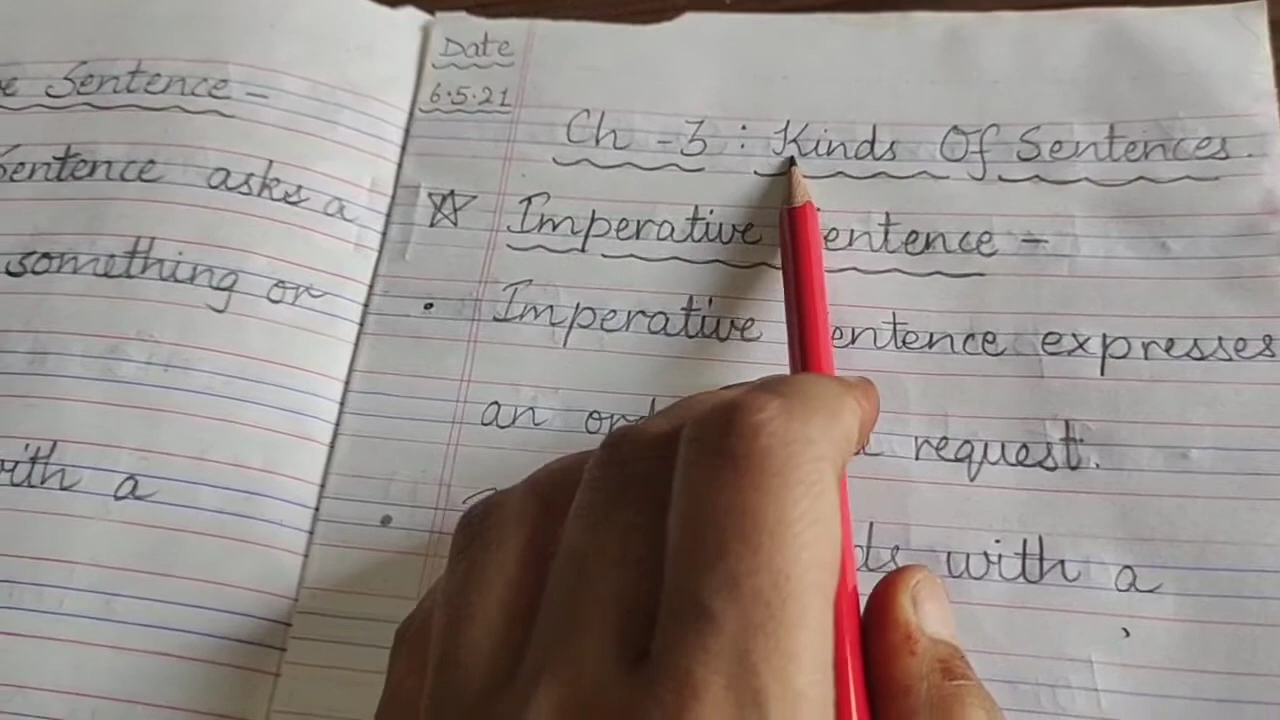 e Sentence -
Sentence asks a
something or
with a
Date
6.5.21
Ch - 3 : Kinds Of Sentences.
☆ Imperative entence -
• Imperative entence expresses
an ord request.
• with a